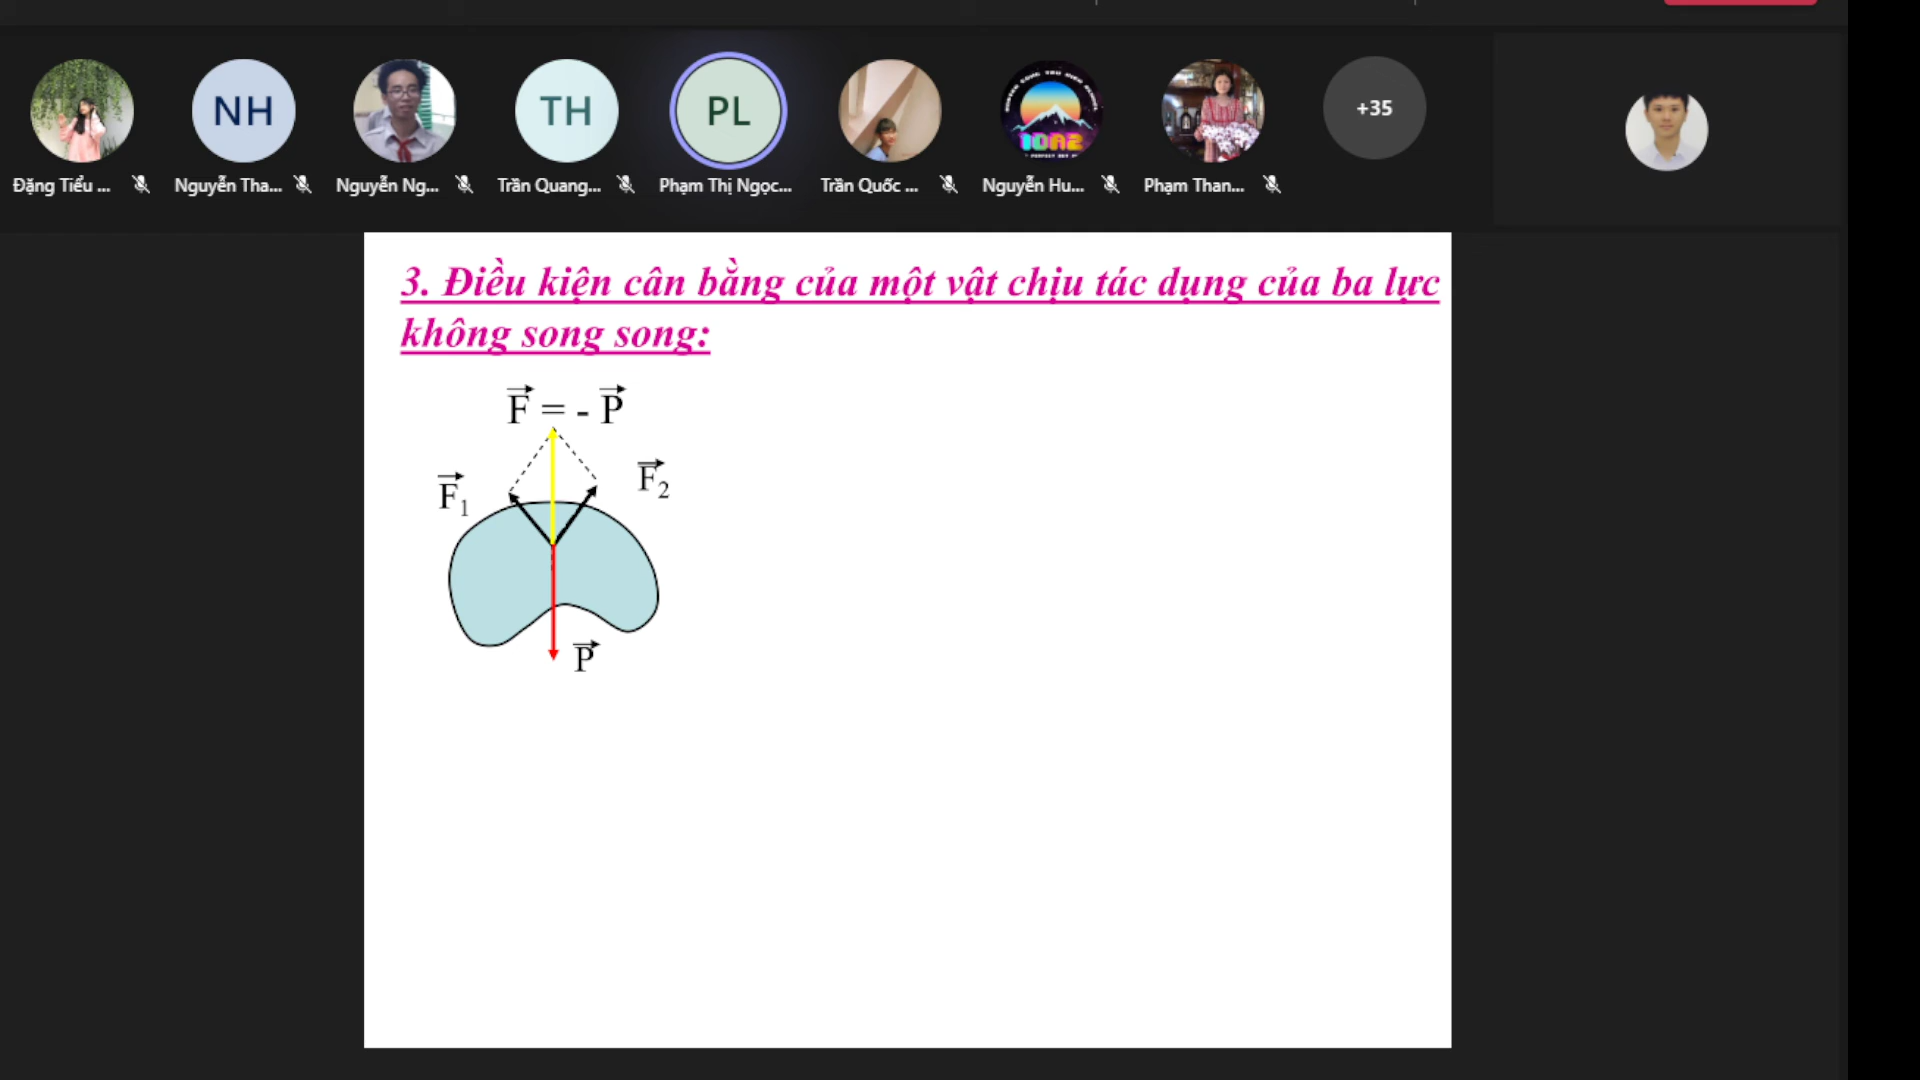 NH
TH
PL
10A2
+35
Đặng Tiểu ...
Nguyễn Tha...
Nguyễn Ng...
Trần Quang...
Phạm Thị Ngọc...
Trần Quốc ...
Nguyễn Hu...
Phạm Than...
3. Điều kiện cân bằng của một vật chịu tác dụng của ba lực
không song song:
F = - P
F1
F2
P